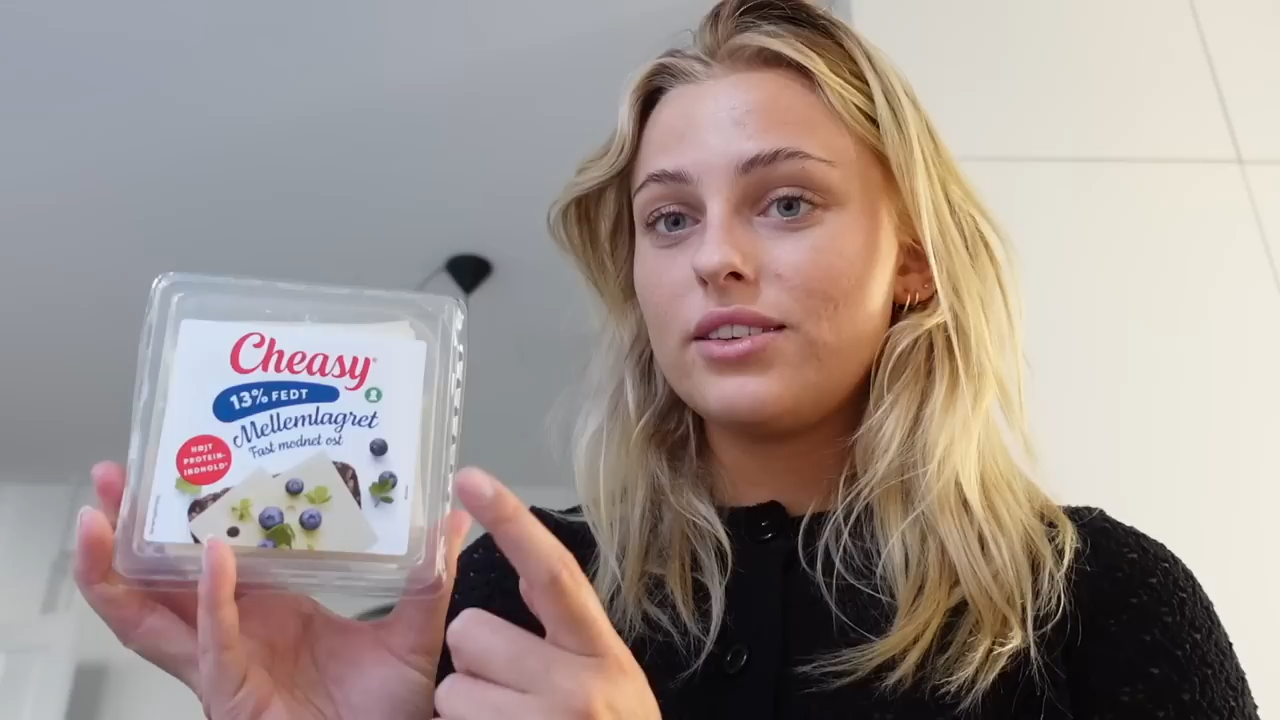 Cheasy®
13% FEDT
Mellemlagret
Fast modnet ost
HØJT
PROTEIN-
INDHOLD*